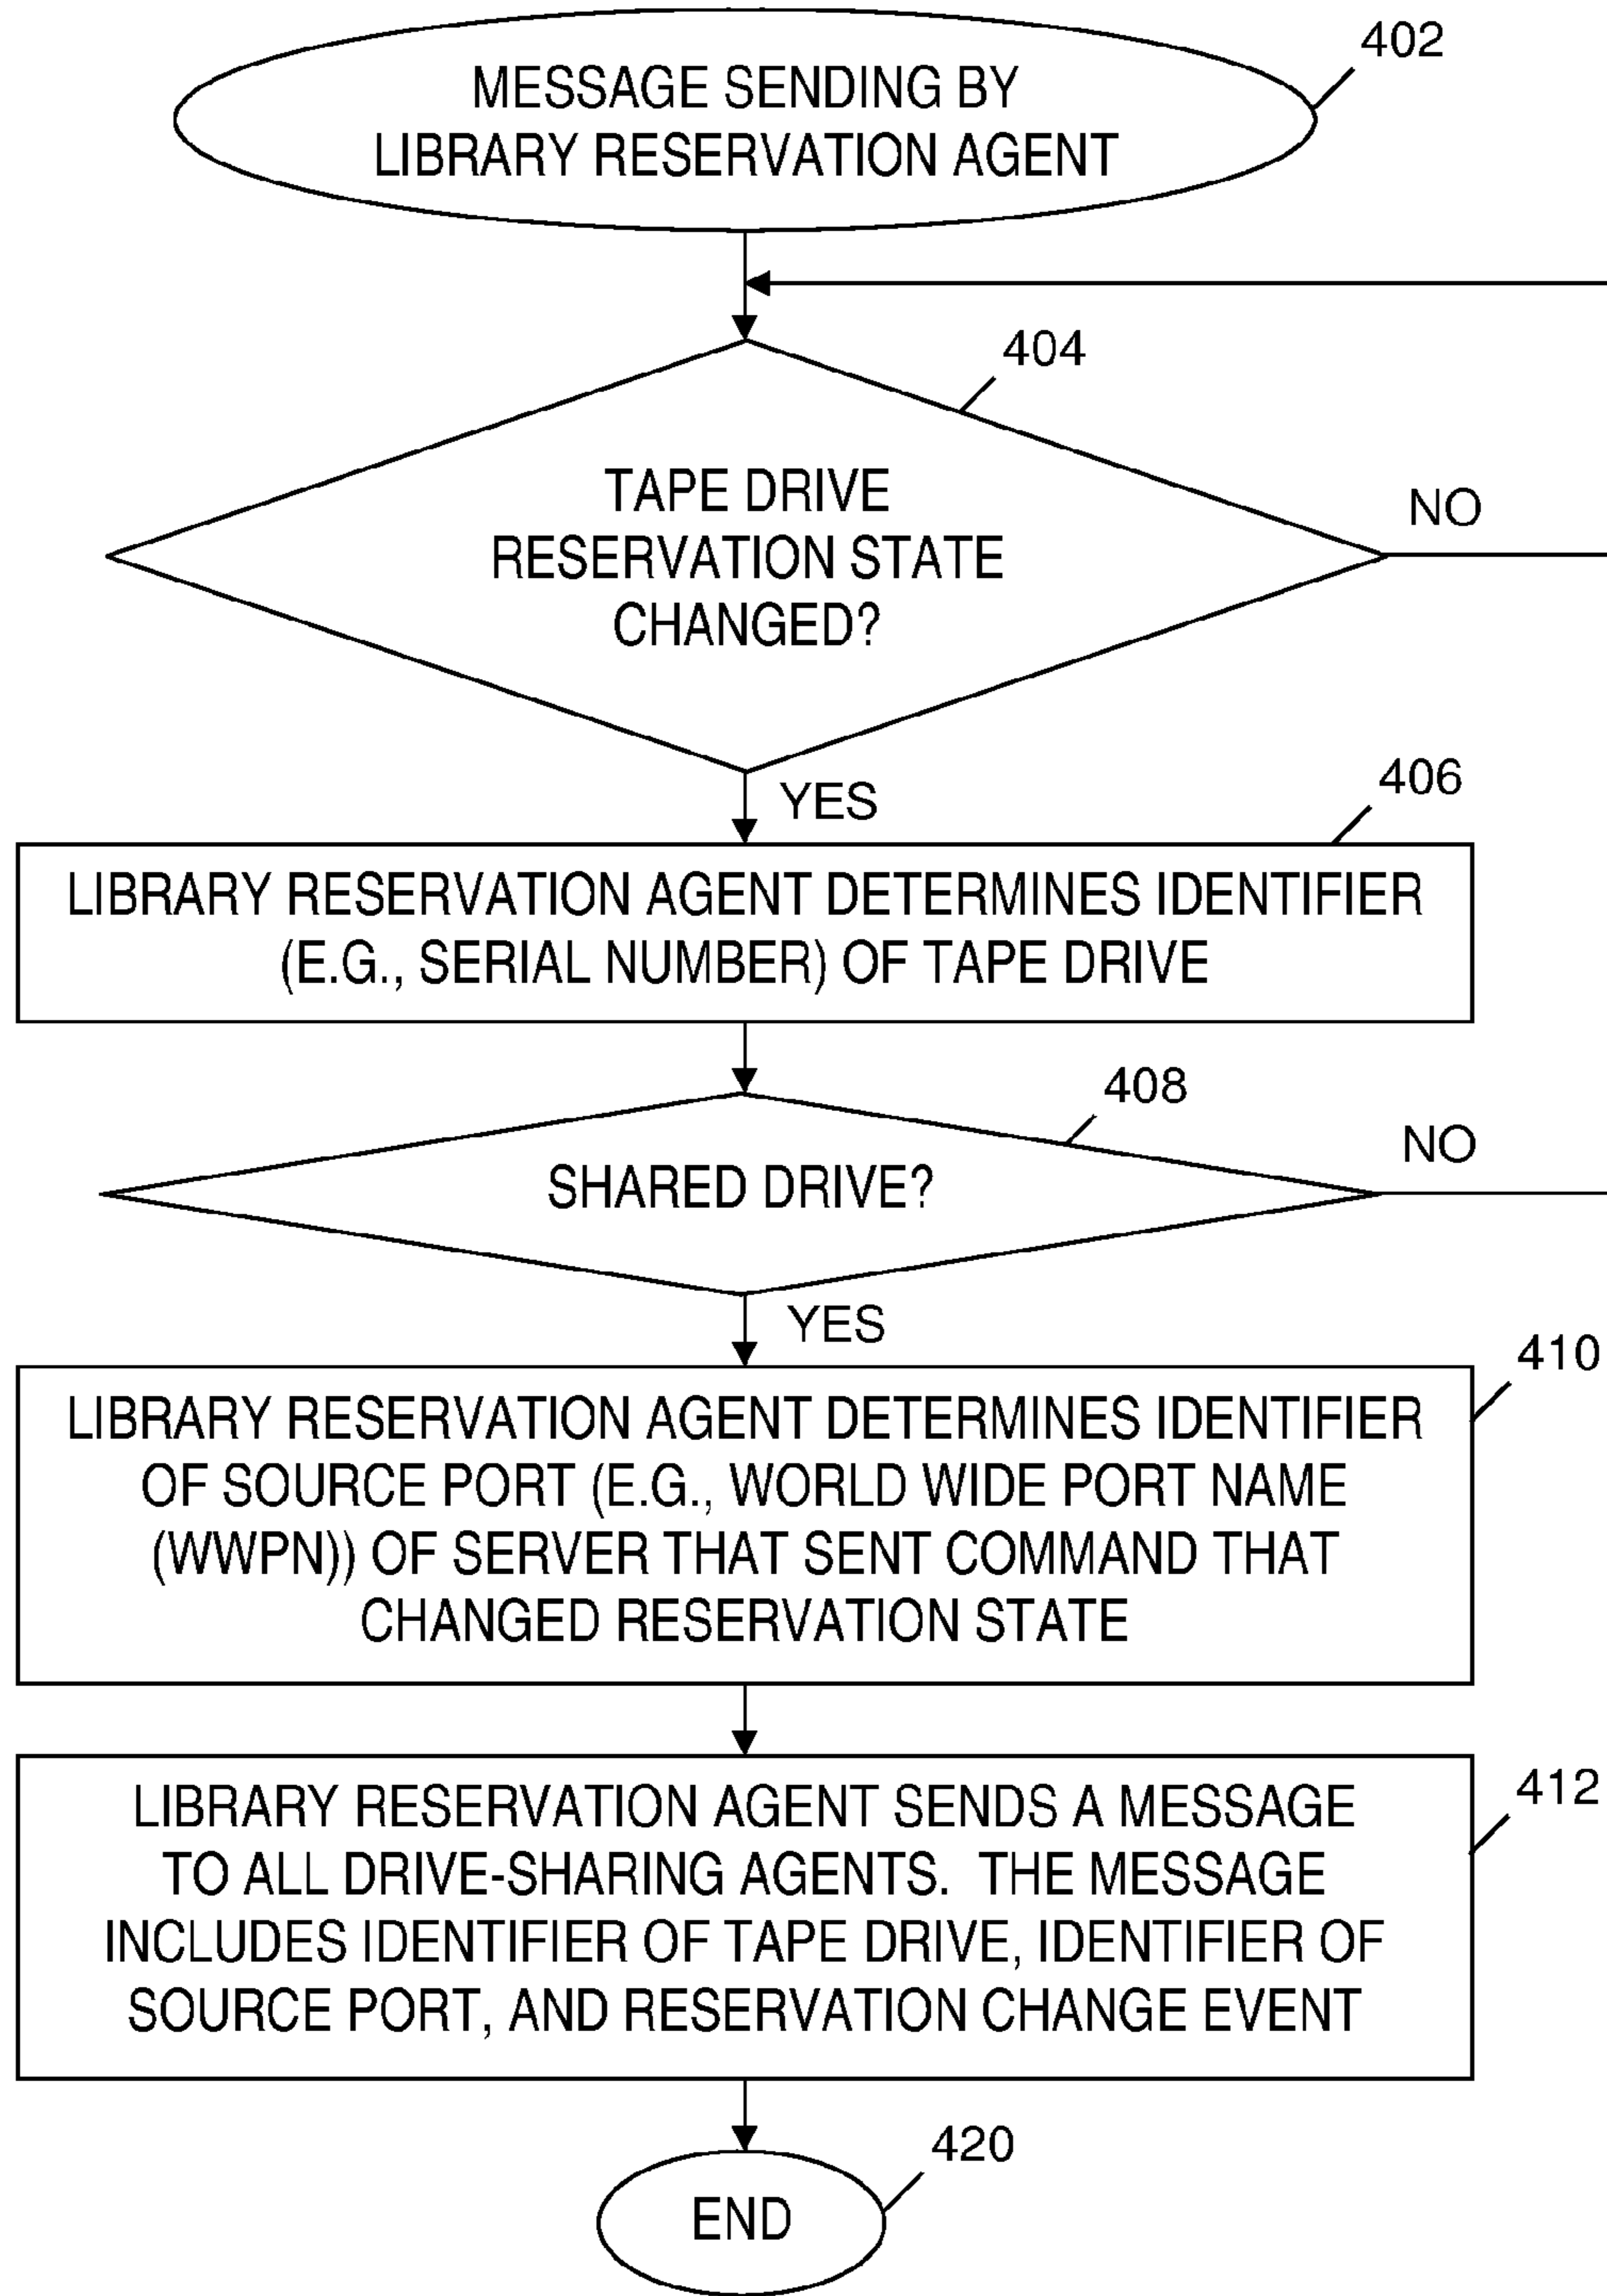 402
MESSAGE SENDING BY
LIBRARY RESERVATION AGENT
404
TAPE DRIVE
RESERVATION STATE
CHANGED?
NO
YES
406
LIBRARY RESERVATION AGENT DETERMINES IDENTIFIER
(E.G., SERIAL NUMBER) OF TAPE DRIVE
408
SHARED DRIVE?
NO
YES
410
LIBRARY RESERVATION AGENT DETERMINES IDENTIFIER
OF SOURCE PORT (E.G., WORLD WIDE PORT NAME
(WWPN)) OF SERVER THAT SENT COMMAND THAT
CHANGED RESERVATION STATE
412
LIBRARY RESERVATION AGENT SENDS A MESSAGE
TO ALL DRIVE-SHARING AGENTS. THE MESSAGE
INCLUDES IDENTIFIER OF TAPE DRIVE, IDENTIFIER OF
SOURCE PORT, AND RESERVATION CHANGE EVENT
420
END